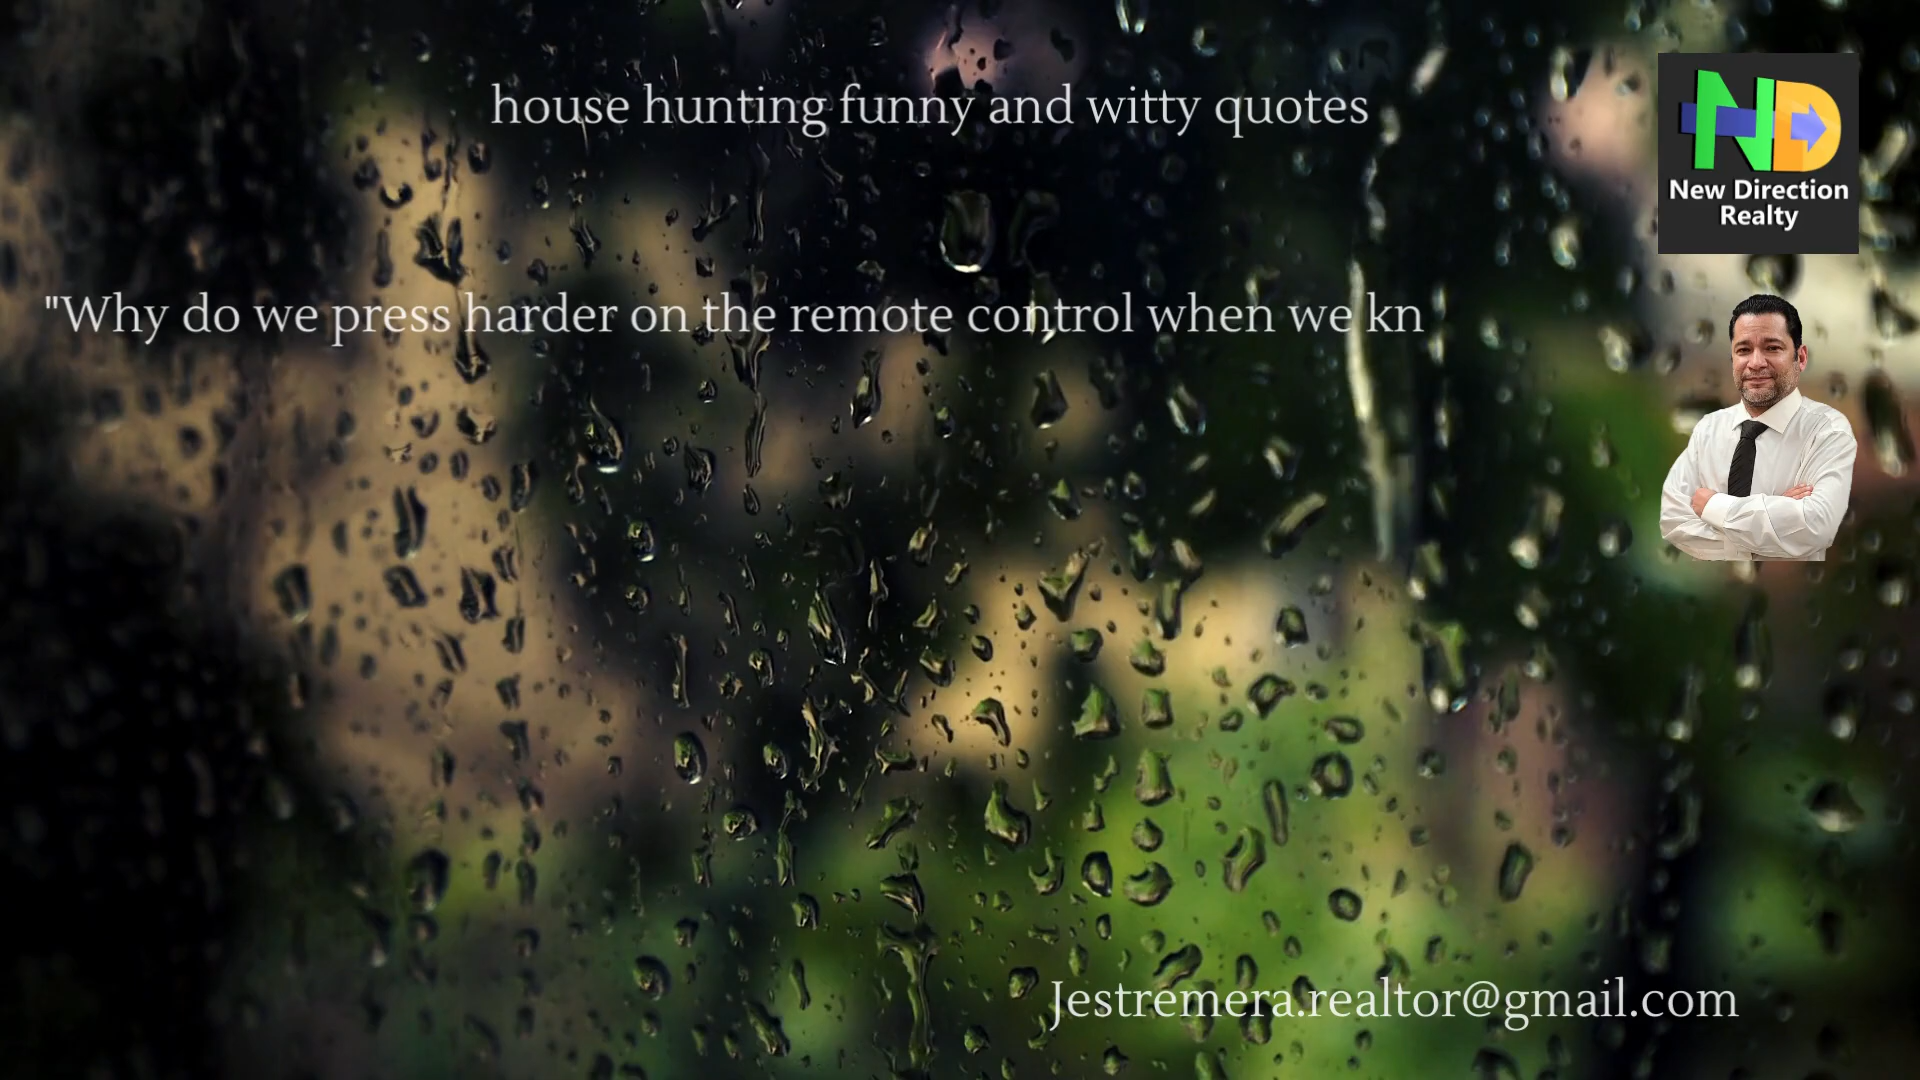 house hunting funny and witty quotes
New Direction
Realty
"Why do we press harder on the remote control when we kn
Jestremera.realtor@gmail.com